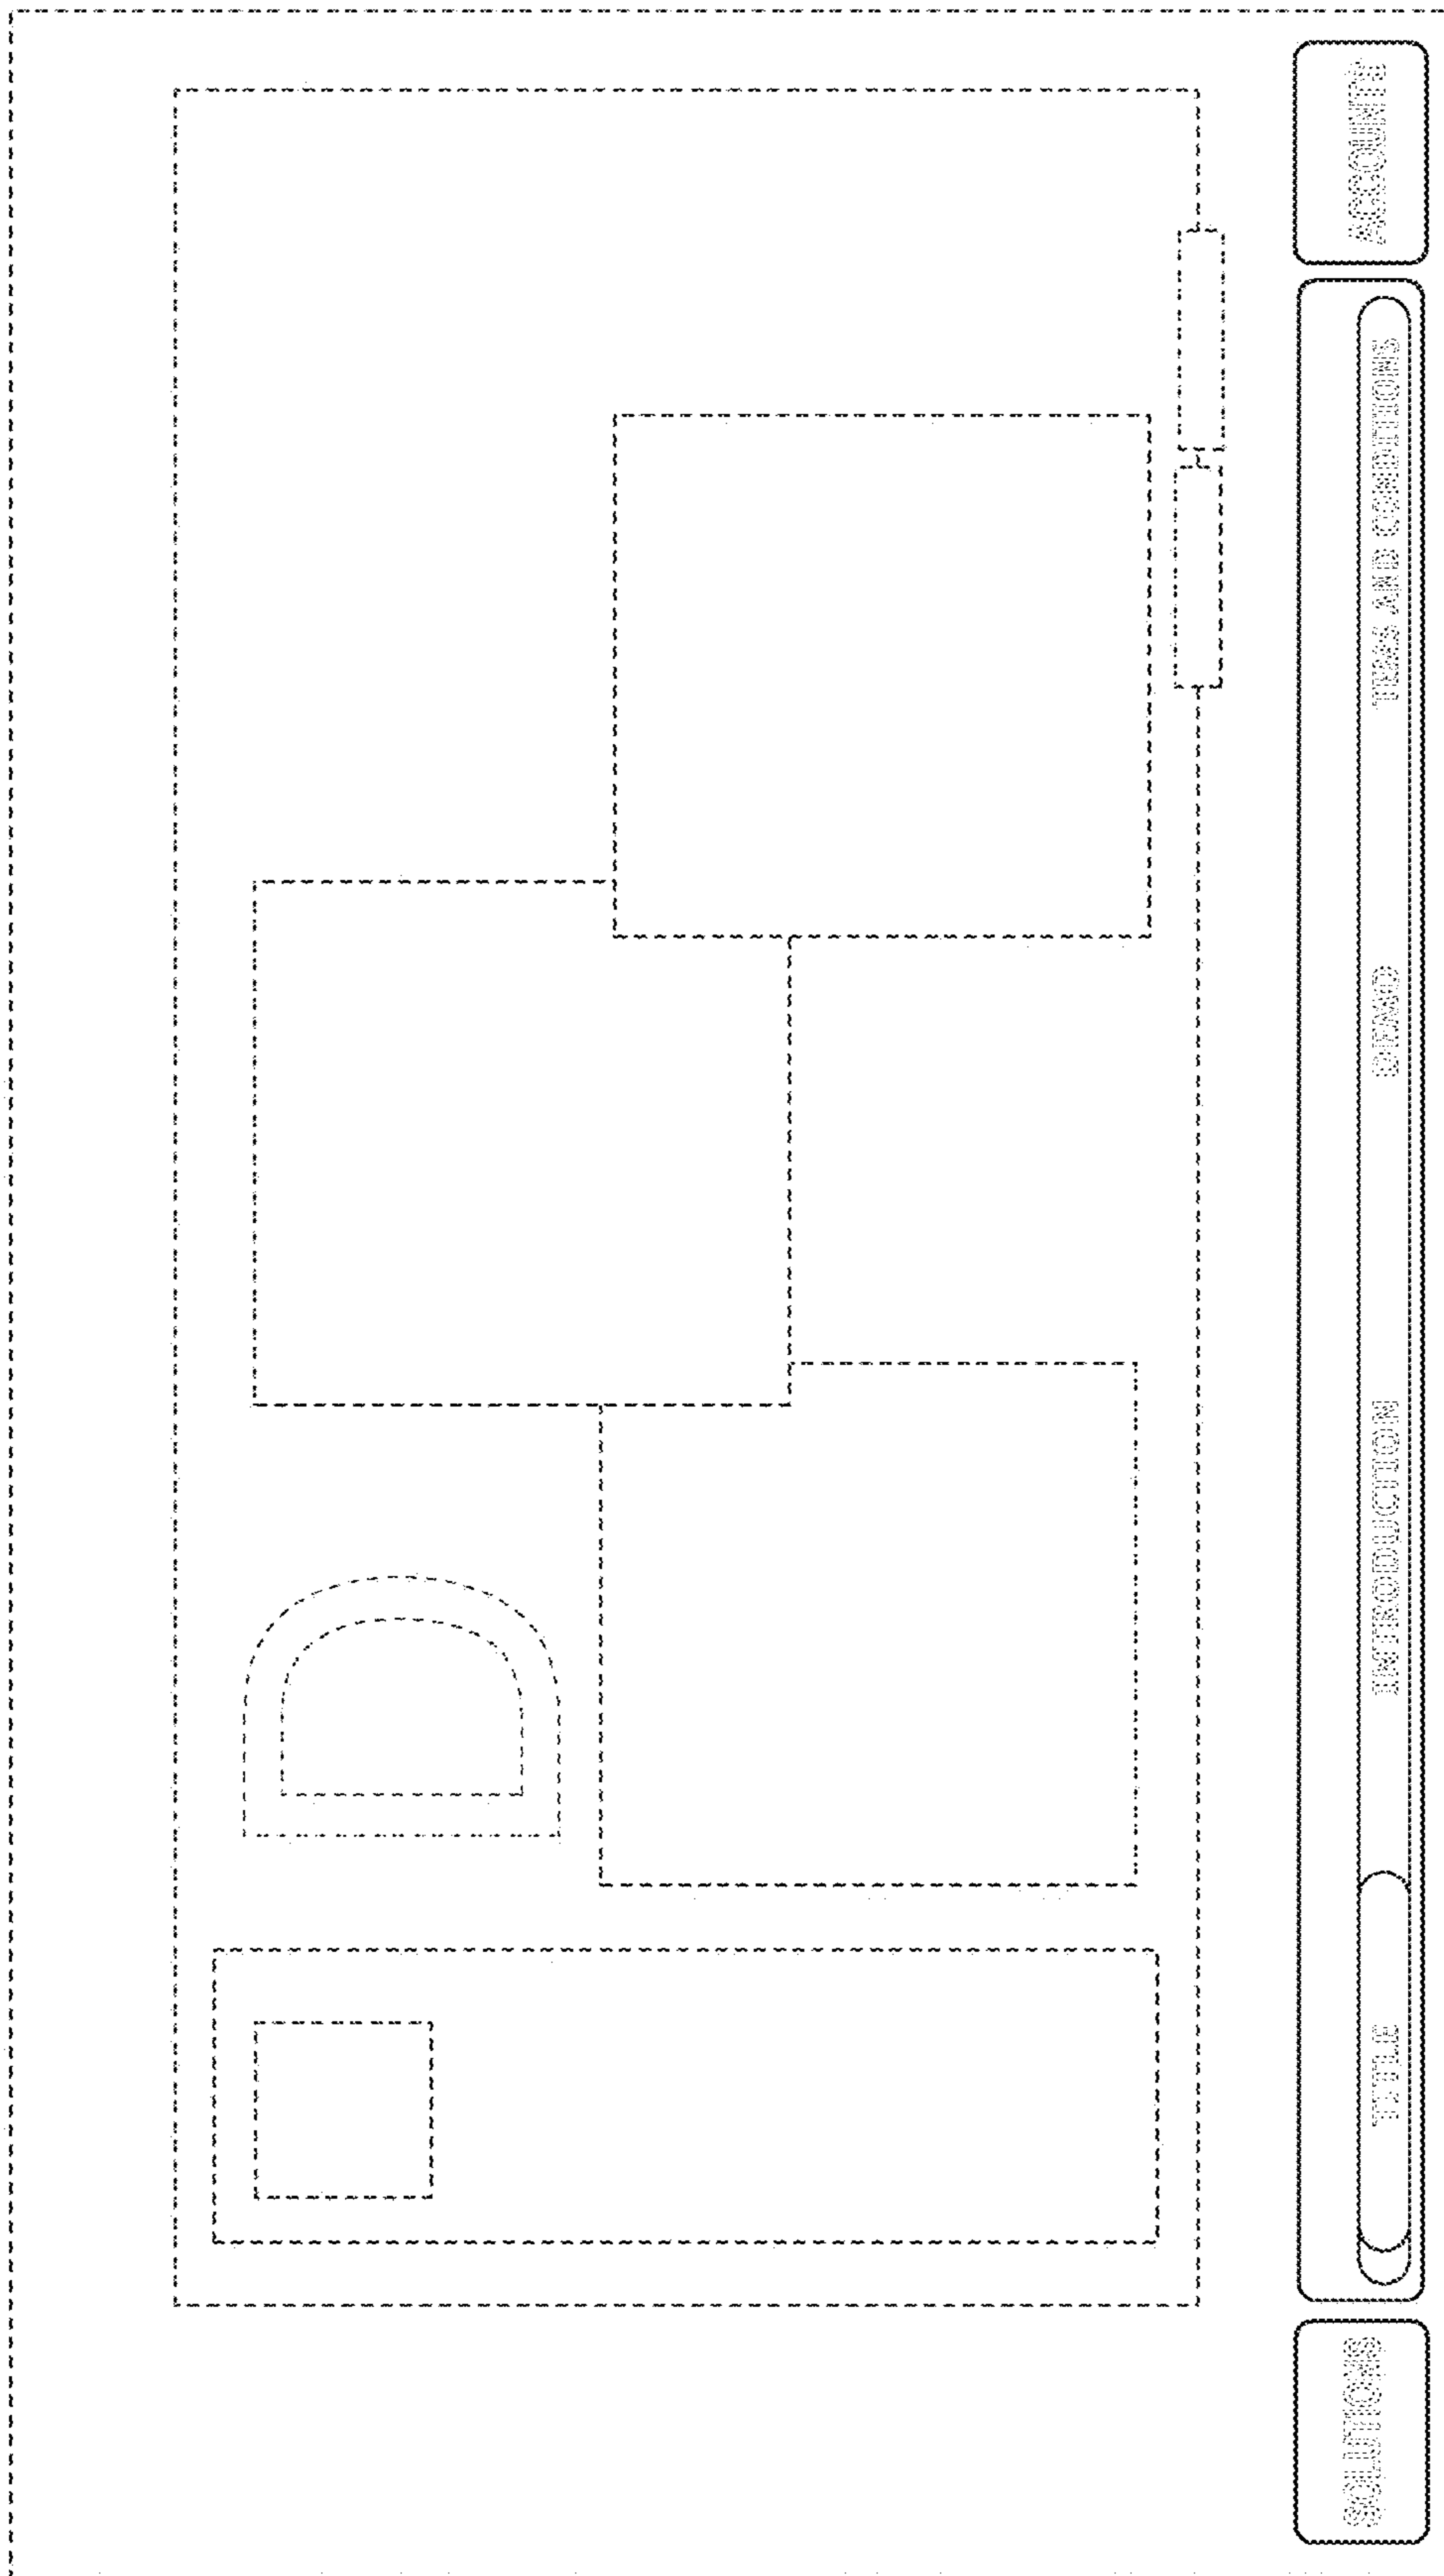 SOLUTIONS
TITLE
INTRODUCTION
DEMO
TERMS AND CONDITIONS
ACCOUNT